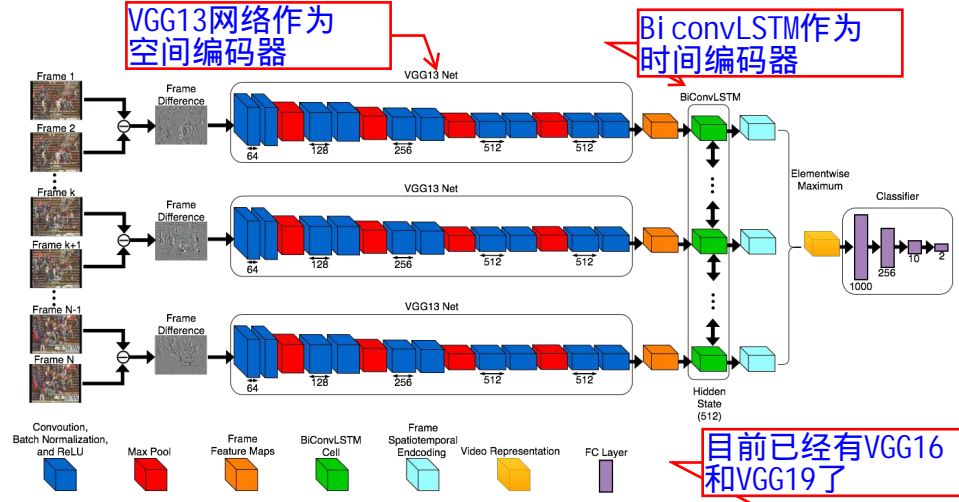 VGG13网络作为
空间编码器
BiconvLSTM作为
时间编码器
Frame 1
Frame
Difference
VGG13 Net
BiConvLSTM
64
128
256
512
512
Frame 2
Elementwise
Maximum
Classifier
Frame k
Frame
Difference
VGG13 Net
64
128
256
512
512
Frame k+1
1000
256
10
2
Frame N-1
Frame
Difference
VGG13 Net
64
128
256
512
512
Frame N
Hidden
State
(512)
Convoution,
Batch Normalization,
and ReLU
Max Pool
Frame
Feature Maps
BiConvLSTM
Cell
Frame
Spatiotemporal
Endcoding
Video Representation
FC Layer
目前已经有VGG16
和VGG19了